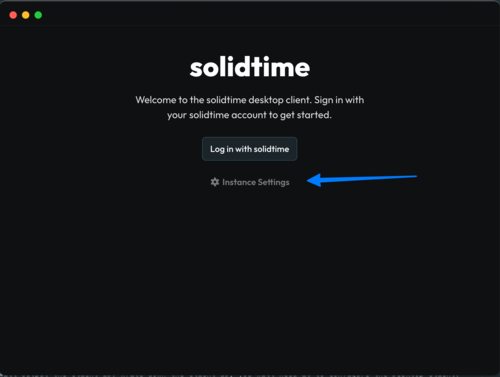 solidtime
Welcome to the solidtime desktop client. Sign in with
your solidtime account to get started.
Log in with solidtime
Instance Settings